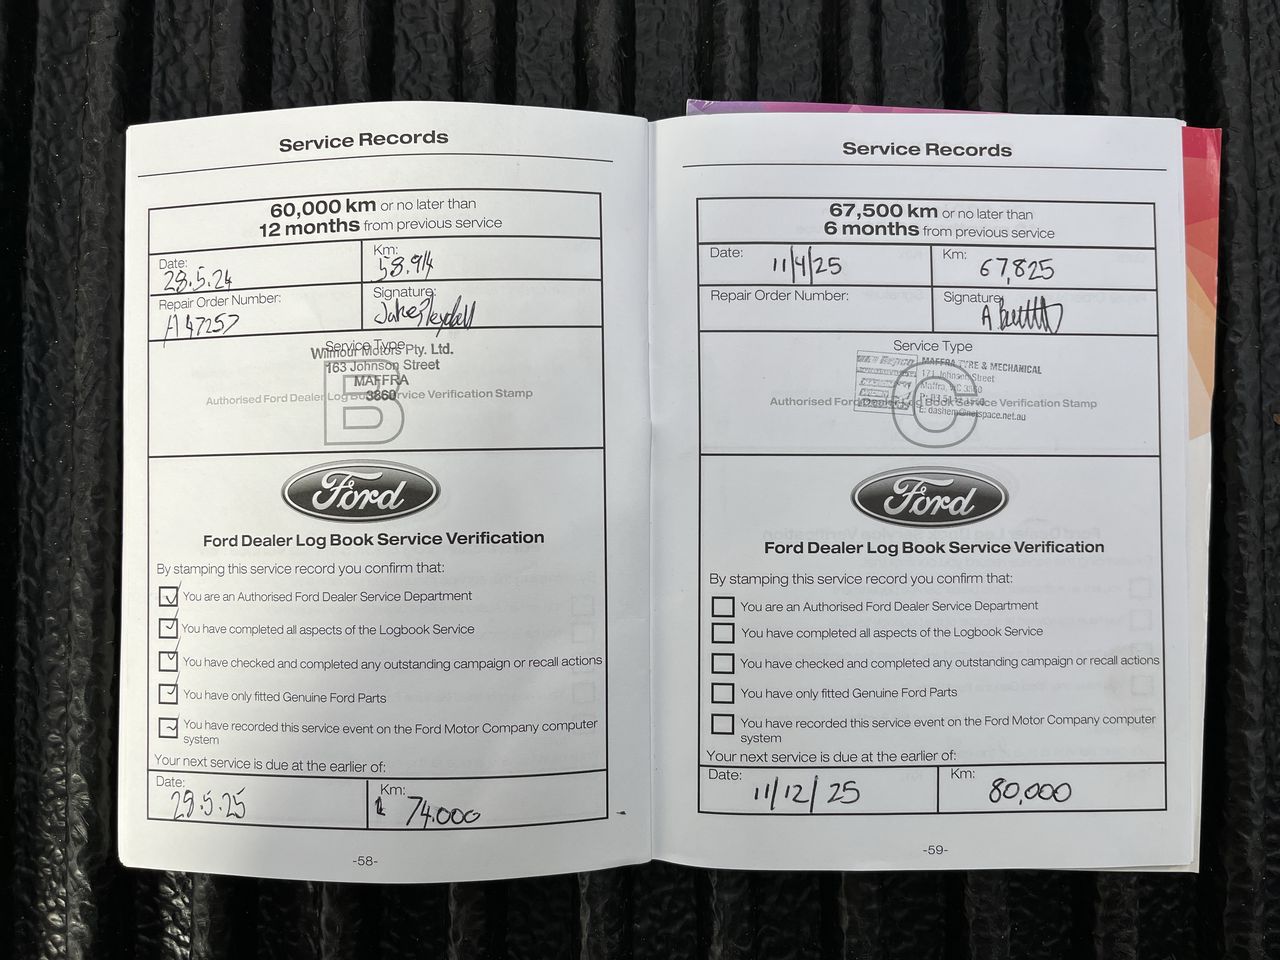 Service Records
60,000 km or no later than
12 months from previous service
Date:
28.5.24
Km:
58.914
Repair Order Number:
A147257
Signature:
Service Type
Wilmour Motors Pty. Ltd.
163 Johnson Street
MAFFRA
3860
B
Authorised Ford Dealer Log Book Service Verification Stamp
Ford
Ford Dealer Log Book Service Verification
By stamping this service record you confirm that:
You are an Authorised Ford Dealer Service Department
You have completed all aspects of the Logbook Service
You have checked and completed any outstanding campaign or recall actions
You have only fitted Genuine Ford Parts
You have recorded this service event on the Ford Motor Company computer
system
Your next service is due at the earlier of:
Date:
28.5.25
Km:
74.000
-58-
Service Records
67,500 km or no later than
6 months from previous service
Date:
11/4/25
Km:
67,825
Repair Order Number:
Signature:
Service Type
MAFFRA TYRE & MECHANICAL
171 Johnson Street
Maffra, VIC 3860
E: dashem@netspace.net.au
C
Authorised Ford Dealer Log Book Service Verification Stamp
Ford
Ford Dealer Log Book Service Verification
By stamping this service record you confirm that:
You are an Authorised Ford Dealer Service Department
You have completed all aspects of the Logbook Service
You have checked and completed any outstanding campaign or recall actions
You have only fitted Genuine Ford Parts
You have recorded this service event on the Ford Motor Company computer
system
Your next service is due at the earlier of:
Date:
11/12/25
Km:
80,000
-59-